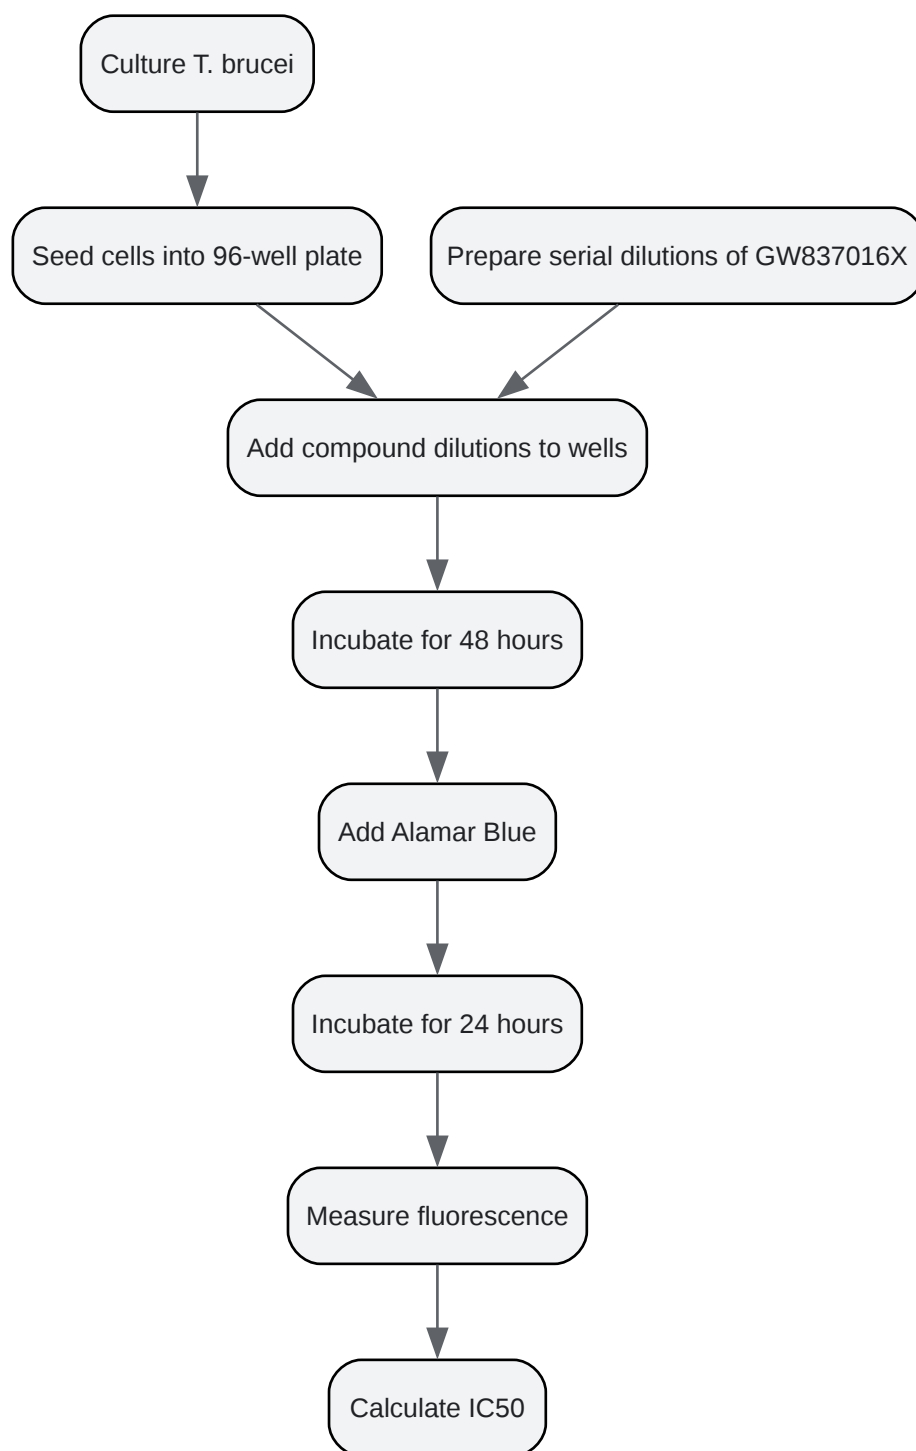 Culture T. brucei
Seed cells into 96-well plate
Prepare serial dilutions of GW837016X
Add compound dilutions to wells
Incubate for 48 hours
Add Alamar Blue
Incubate for 24 hours
Measure fluorescence
Calculate IC50